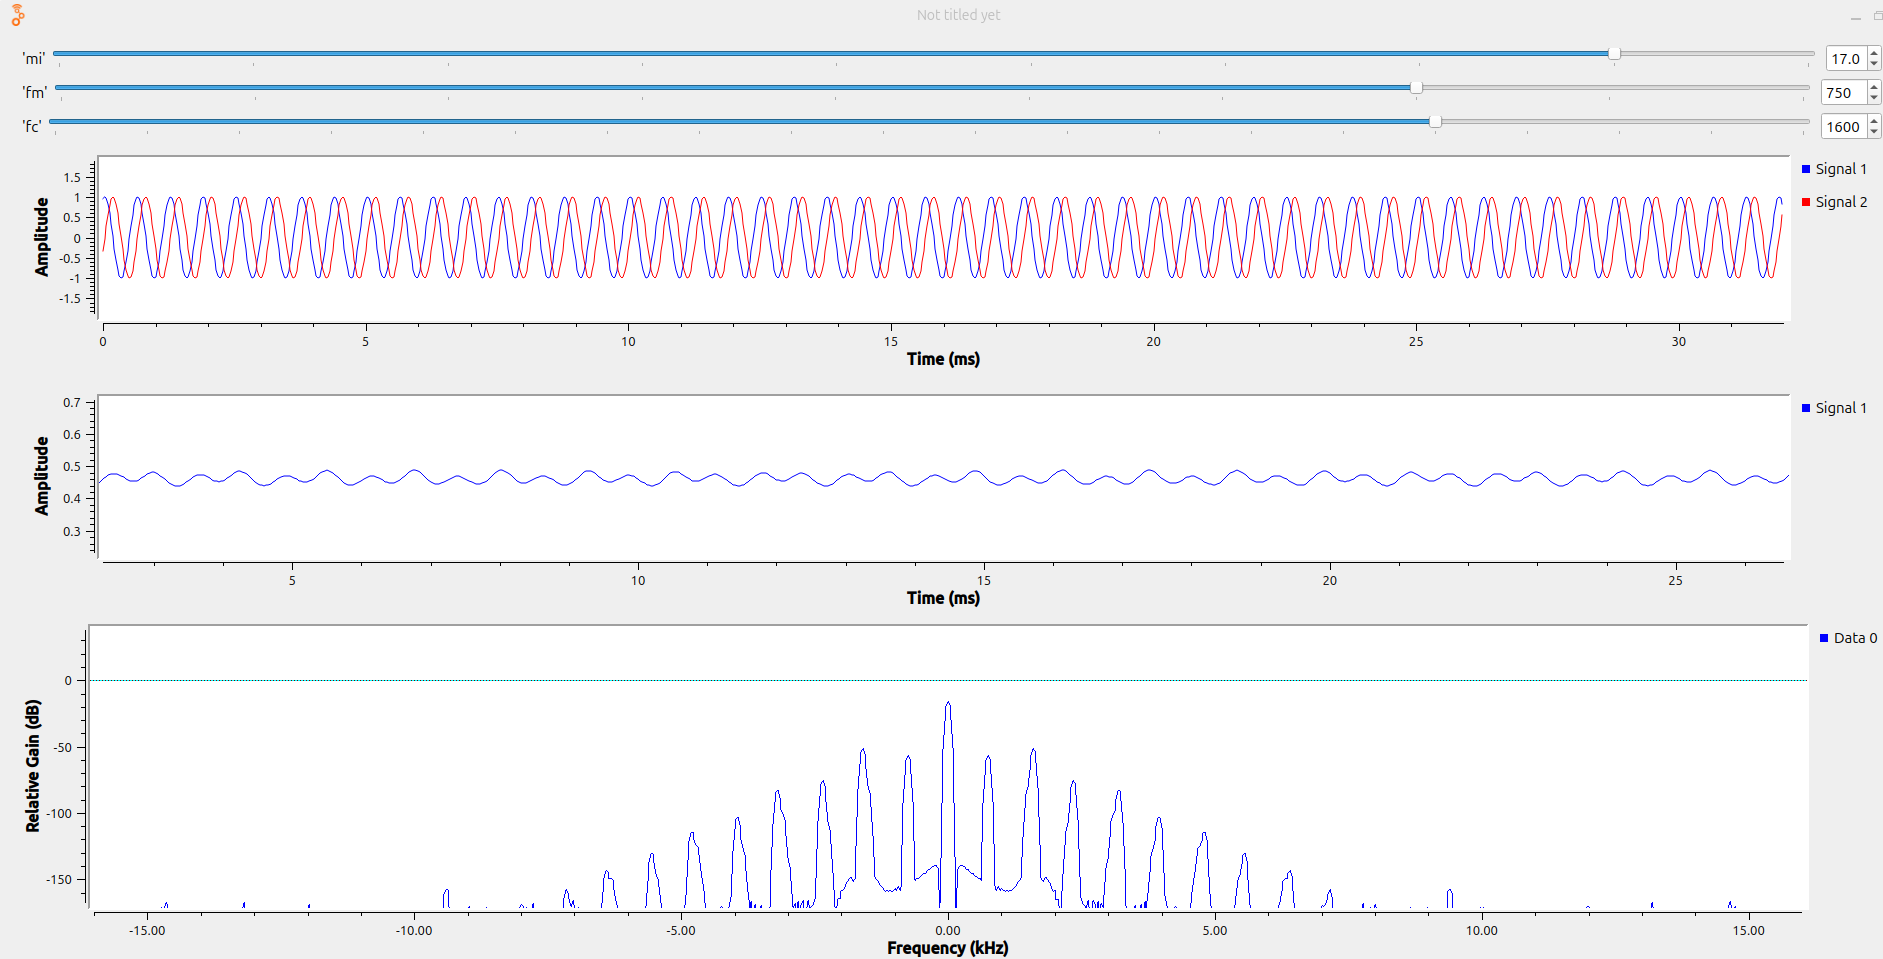 Not titled yet
'mi' 17.0
'fm' 750
'fc' 1600
Amplitude
1.5
1
0.5
0
-0.5
-1
-1.5
0 5 10 15 20 25 30
Time (ms)
Signal 1
Signal 2
Amplitude
0.7
0.6
0.5
0.4
0.3
5 10 15 20 25
Time (ms)
Signal 1
Relative Gain (dB)
0
-50
-100
-150
-15.00 -10.00 -5.00 0.00 5.00 10.00 15.00
Frequency (kHz)
Data 0